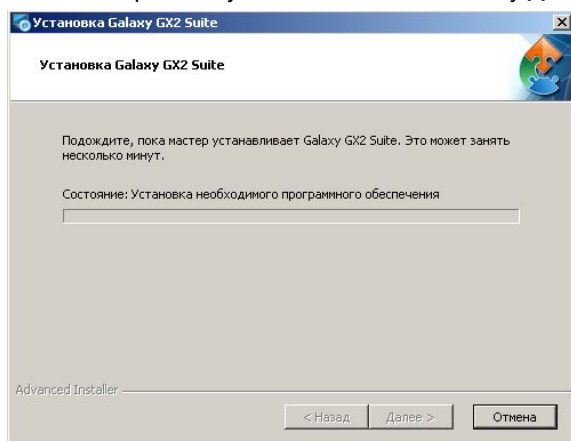 Установка Galaxy GX2 Suite
Установка Galaxy GX2 Suite
Подождите, пока мастер устанавливает Galaxy GX2 Suite. Это может занять
несколько минут.
Состояние: Установка необходимого программного обеспечения
Advanced Installer
< Назад Далее > Отмена